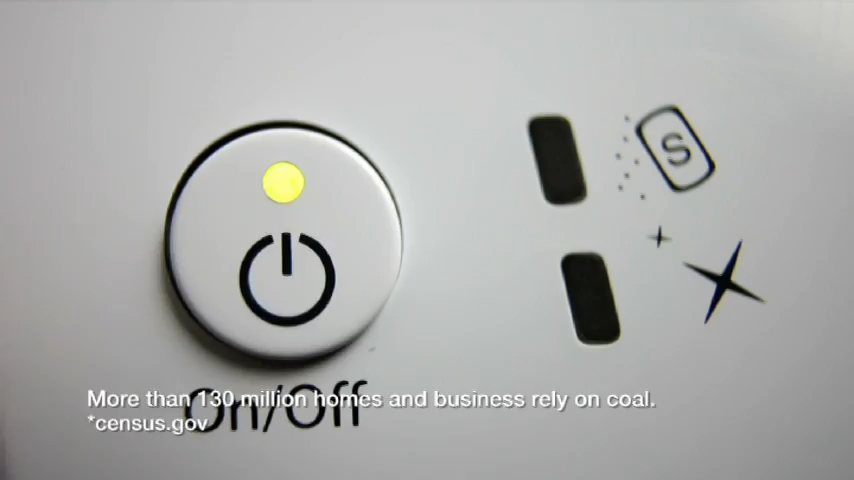 S
On/Off
More than 130 million homes and business rely on coal.
*census.gov